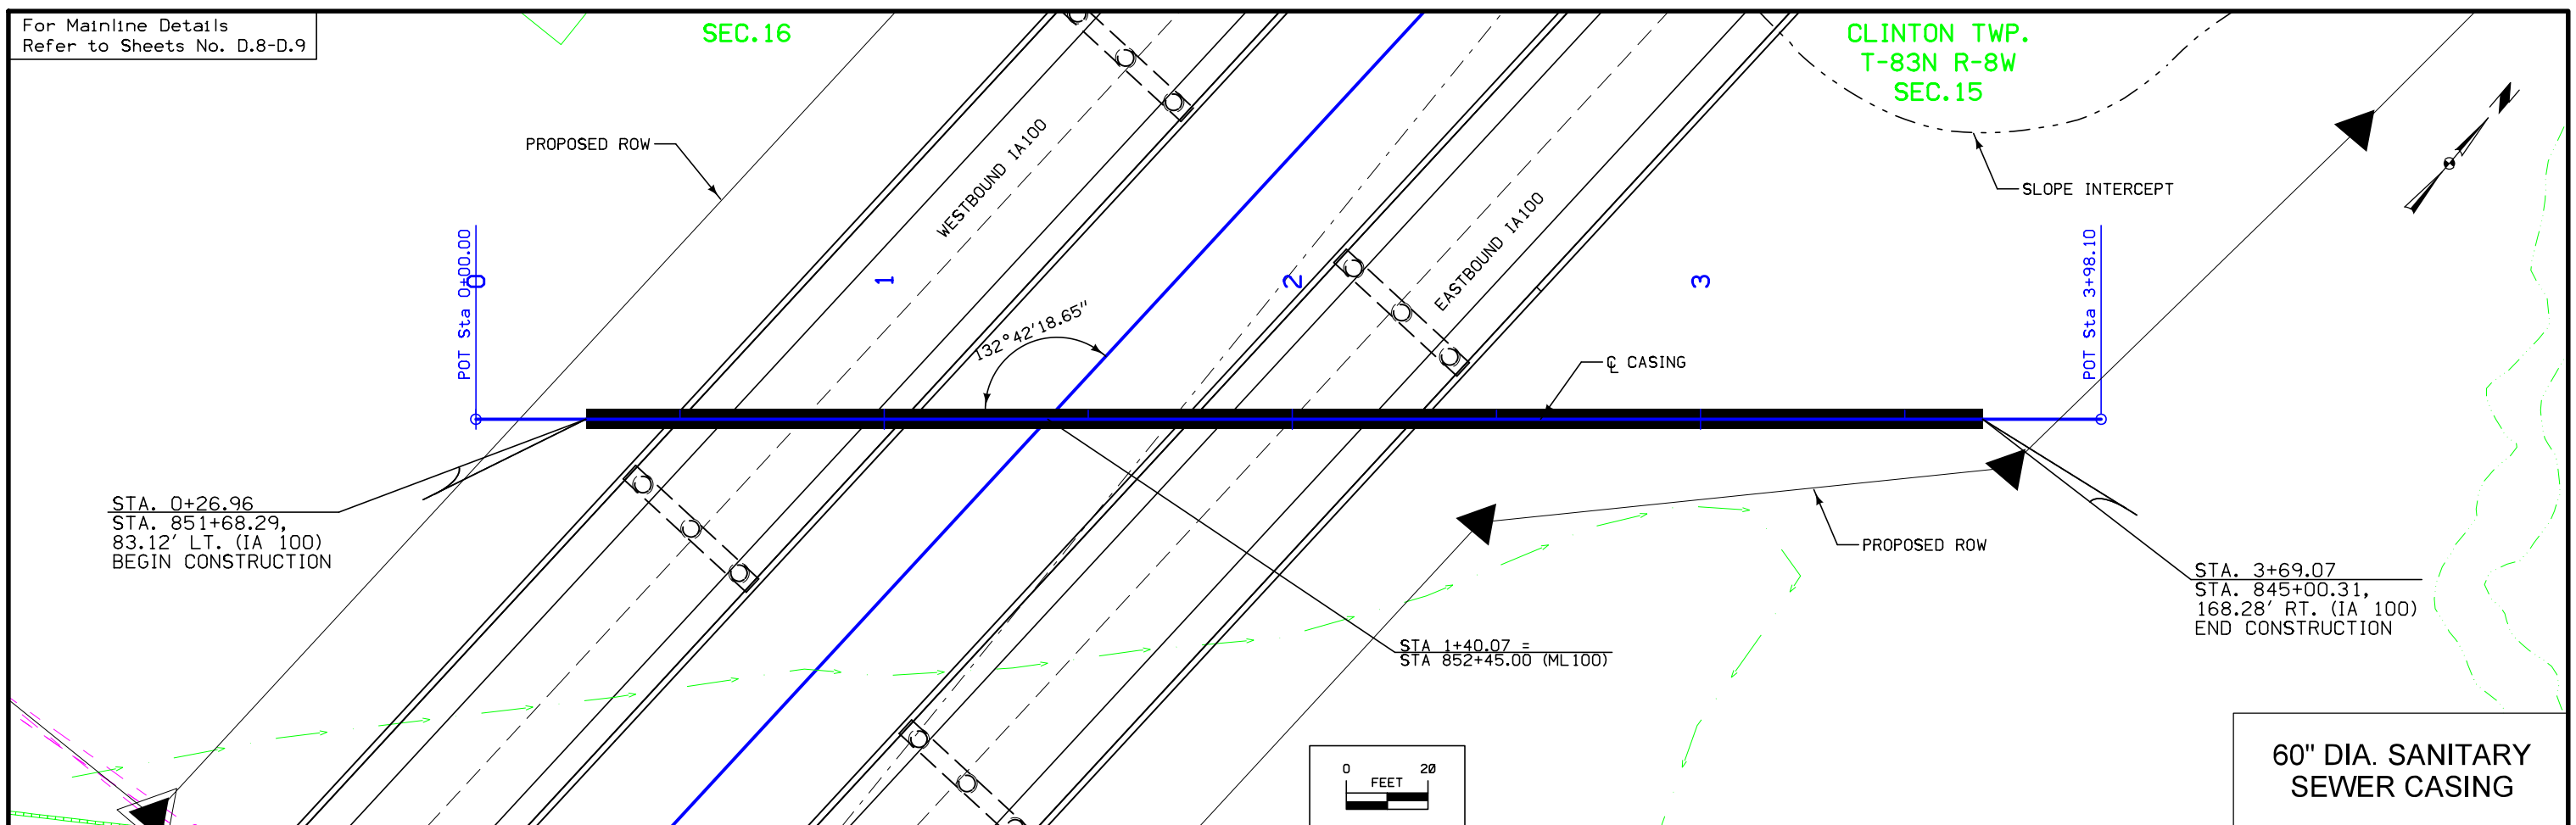 For Mainline Details
Refer to Sheets No. D.8-D.9
SEC.16
CLINTON TWP.
T-83N R-8W
SEC.15
PROPOSED ROW
WESTBOUND IA100
EASTBOUND IA100
SLOPE INTERCEPT
POT Sta 0+00.00
0
1
2
3
POT Sta 3+98.10
132°42'18.65"
℄ CASING
STA. 0+26.96
STA. 851+68.29,
83.12' LT. (IA 100)
BEGIN CONSTRUCTION
PROPOSED ROW
STA. 3+69.07
STA. 845+00.31,
168.28' RT. (IA 100)
END CONSTRUCTION
STA 1+40.07 =
STA 852+45.00 (ML100)
0 20
FEET
60" DIA. SANITARY
SEWER CASING